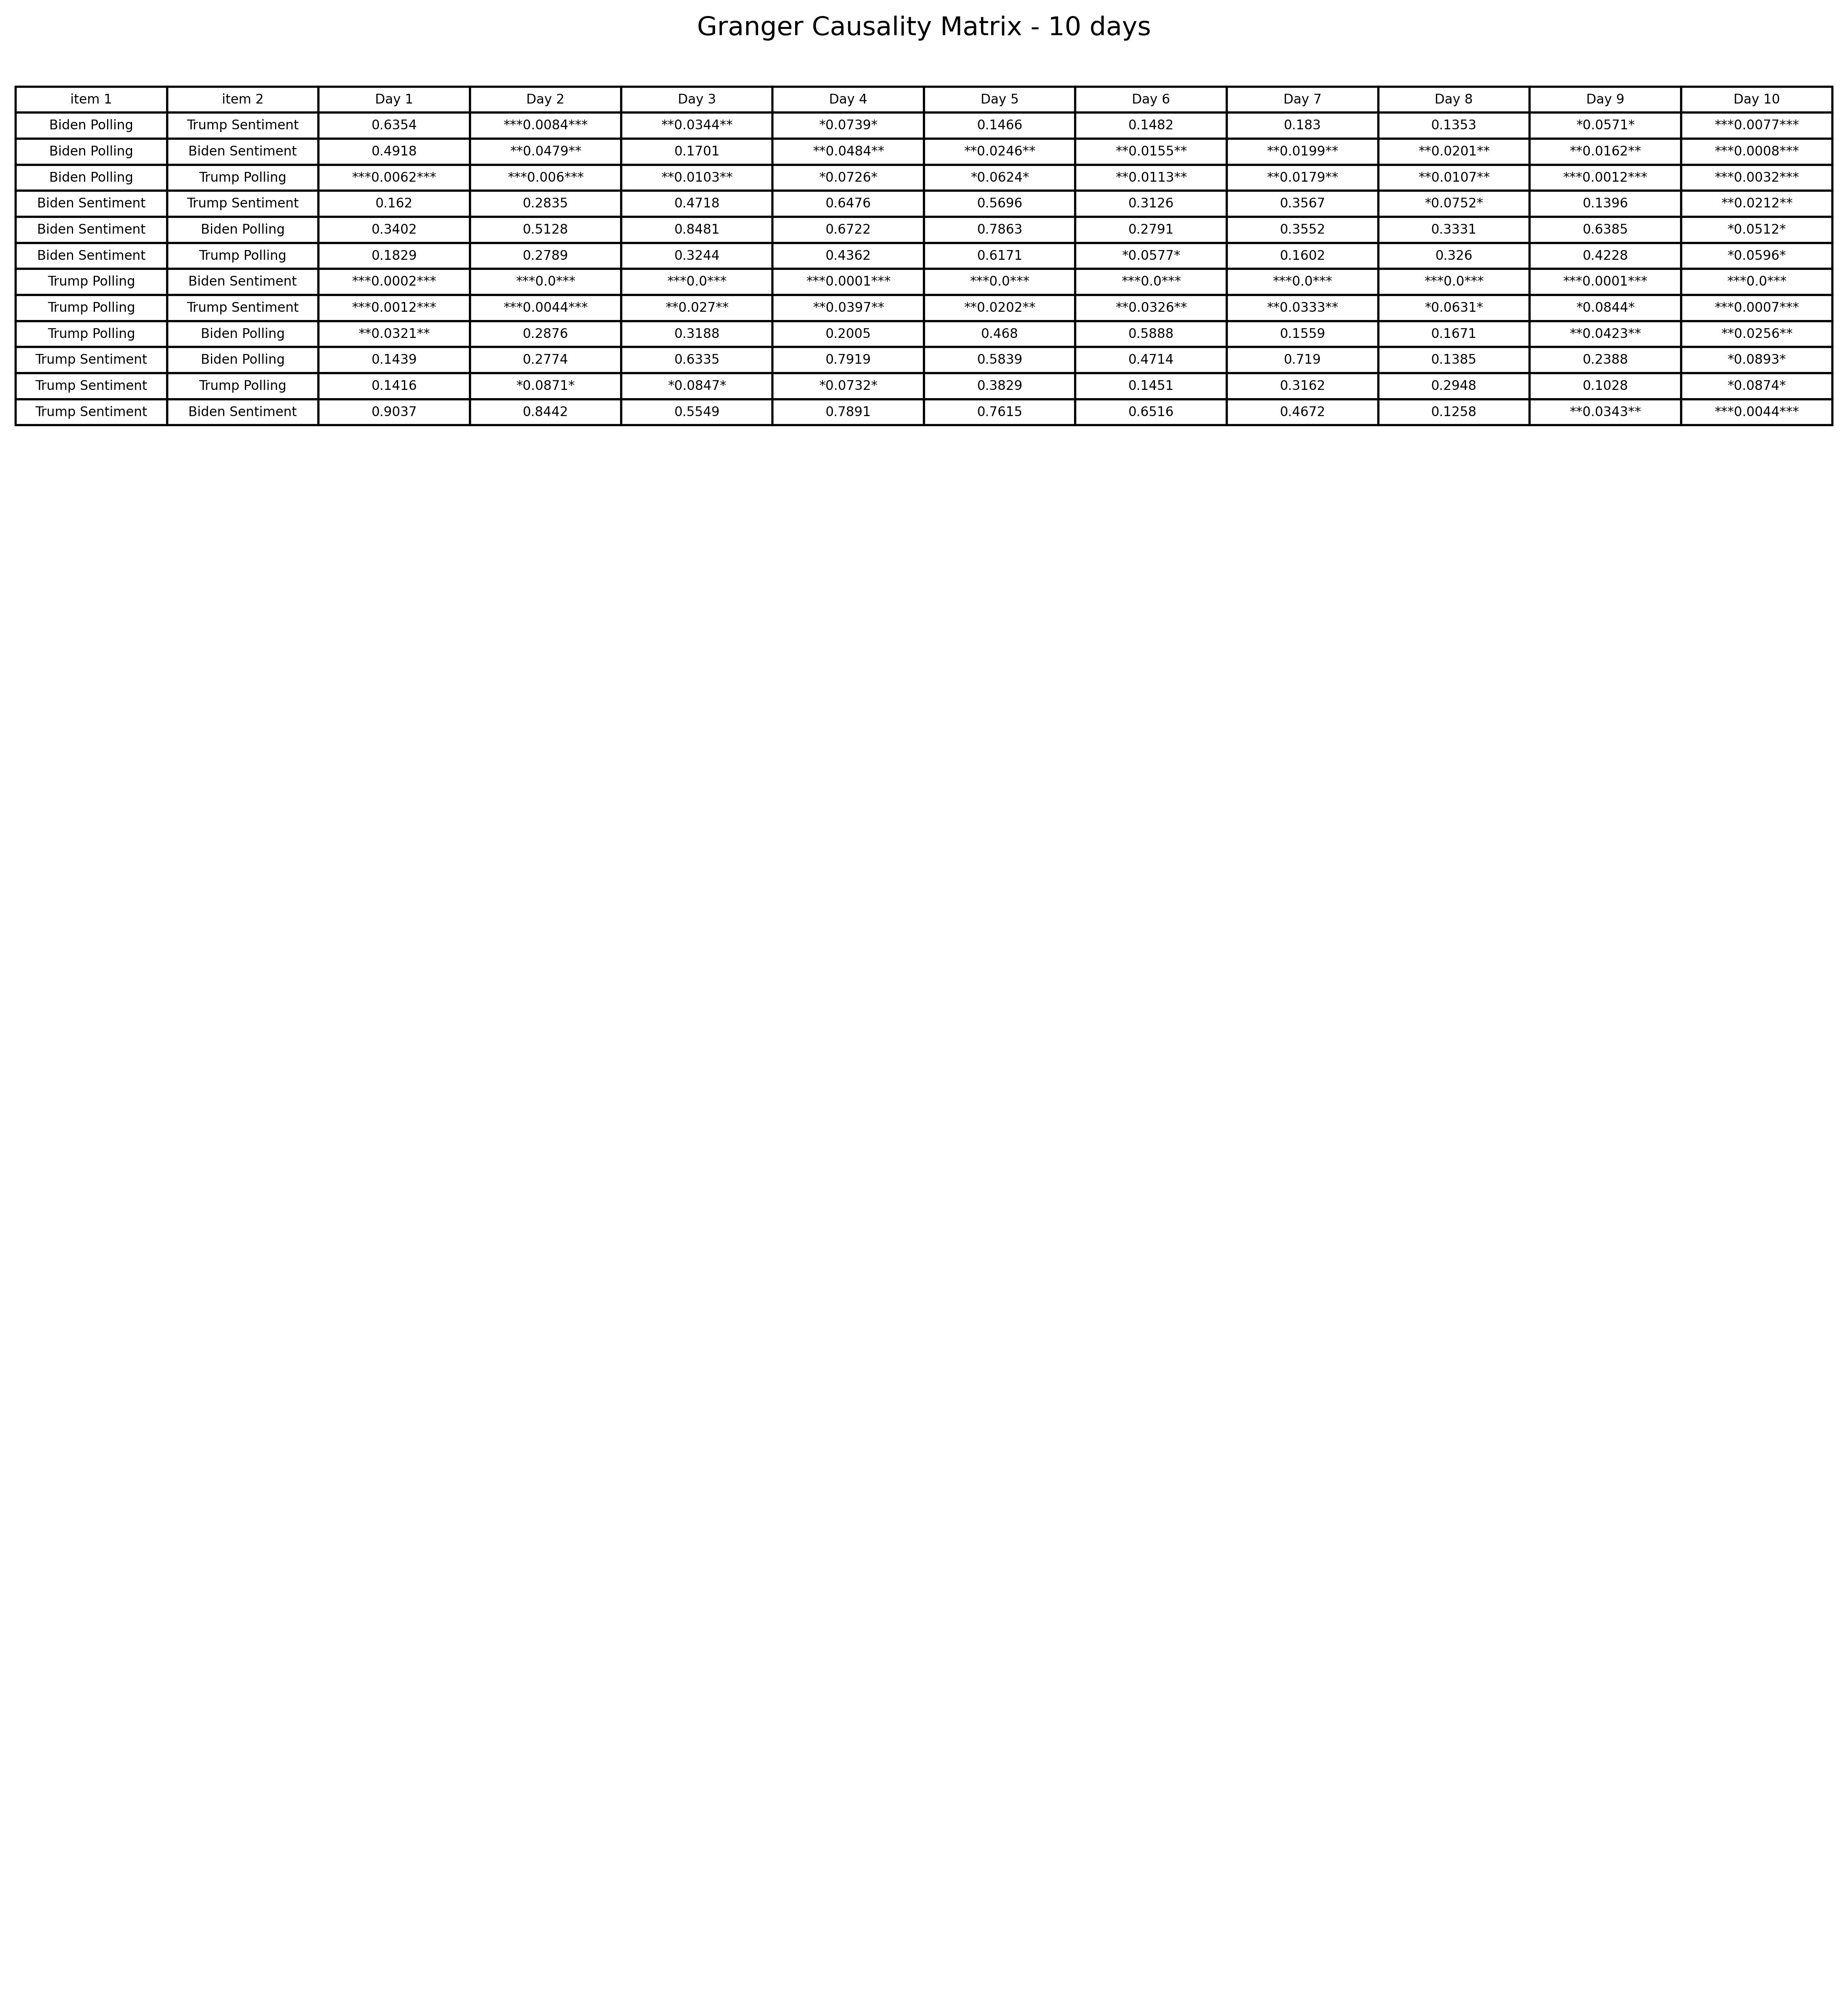 Granger Causality Matrix - 10 days
item 1 item 2 Day 1 Day 2 Day 3 Day 4 Day 5 Day 6 Day 7 Day 8 Day 9 Day 10
Biden Polling Trump Sentiment 0.6354 ***0.0084*** **0.0344** *0.0739* 0.1466 0.1482 0.183 0.1353 *0.0571* ***0.0077***
Biden Polling Biden Sentiment 0.4918 **0.0479** 0.1701 **0.0484** **0.0246** **0.0155** **0.0199** **0.0201** **0.0162** ***0.0008***
Biden Polling Trump Polling ***0.0062*** ***0.006*** **0.0103** *0.0726* *0.0624* **0.0113** **0.0179** **0.0107** ***0.0012*** ***0.0032***
Biden Sentiment Trump Sentiment 0.162 0.2835 0.4718 0.6476 0.5696 0.3126 0.3567 *0.0752* 0.1396 **0.0212**
Biden Sentiment Biden Polling 0.3402 0.5128 0.8481 0.6722 0.7863 0.2791 0.3552 0.3331 0.6385 *0.0512*
Biden Sentiment Trump Polling 0.1829 0.2789 0.3244 0.4362 0.6171 *0.0577* 0.1602 0.326 0.4228 *0.0596*
Trump Polling Biden Sentiment ***0.0002*** ***0.0*** ***0.0*** ***0.0001*** ***0.0*** ***0.0*** ***0.0*** ***0.0*** ***0.0001*** ***0.0***
Trump Polling Trump Sentiment ***0.0012*** ***0.0044*** **0.027** **0.0397** **0.0202** **0.0326** **0.0333** *0.0631* *0.0844* ***0.0007***
Trump Polling Biden Polling **0.0321** 0.2876 0.3188 0.2005 0.468 0.5888 0.1559 0.1671 **0.0423** **0.0256**
Trump Sentiment Biden Polling 0.1439 0.2774 0.6335 0.7919 0.5839 0.4714 0.719 0.1385 0.2388 *0.0893*
Trump Sentiment Trump Polling 0.1416 *0.0871* *0.0847* *0.0732* 0.3829 0.1451 0.3162 0.2948 0.1028 *0.0874*
Trump Sentiment Biden Sentiment 0.9037 0.8442 0.5549 0.7891 0.7615 0.6516 0.4672 0.1258 **0.0343** ***0.0044***